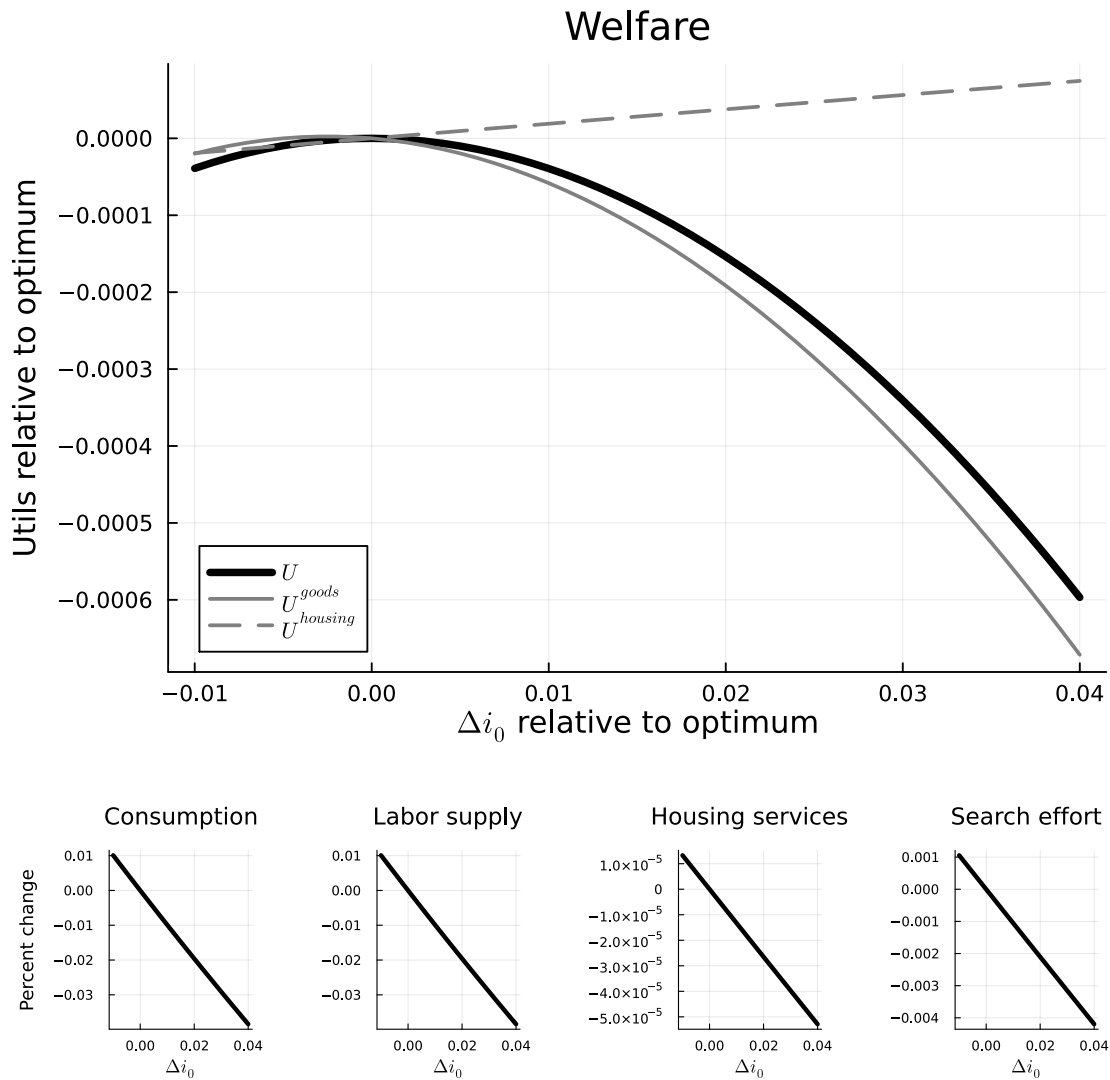 Welfare
Utils relative to optimum
0.0000
−0.0001
−0.0002
−0.0003
−0.0004
−0.0005
−0.0006
U
U^goods
U^housing
−0.01 0.00 0.01 0.02 0.03 0.04
Δi₀ relative to optimum
Consumption Labor supply Housing services Search effort
Percent change
0.01
0.00
−0.01
−0.02
−0.03
0.00 0.02 0.04
Δi₀
0.01
0.00
−0.01
−0.02
−0.03
0.00 0.02 0.04
Δi₀
1.0×10⁻⁵
0
−1.0×10⁻⁵
−2.0×10⁻⁵
−3.0×10⁻⁵
−4.0×10⁻⁵
−5.0×10⁻⁵
0.00 0.02 0.04
Δi₀
0.001
0.000
−0.001
−0.002
−0.003
−0.004
0.00 0.02 0.04
Δi₀